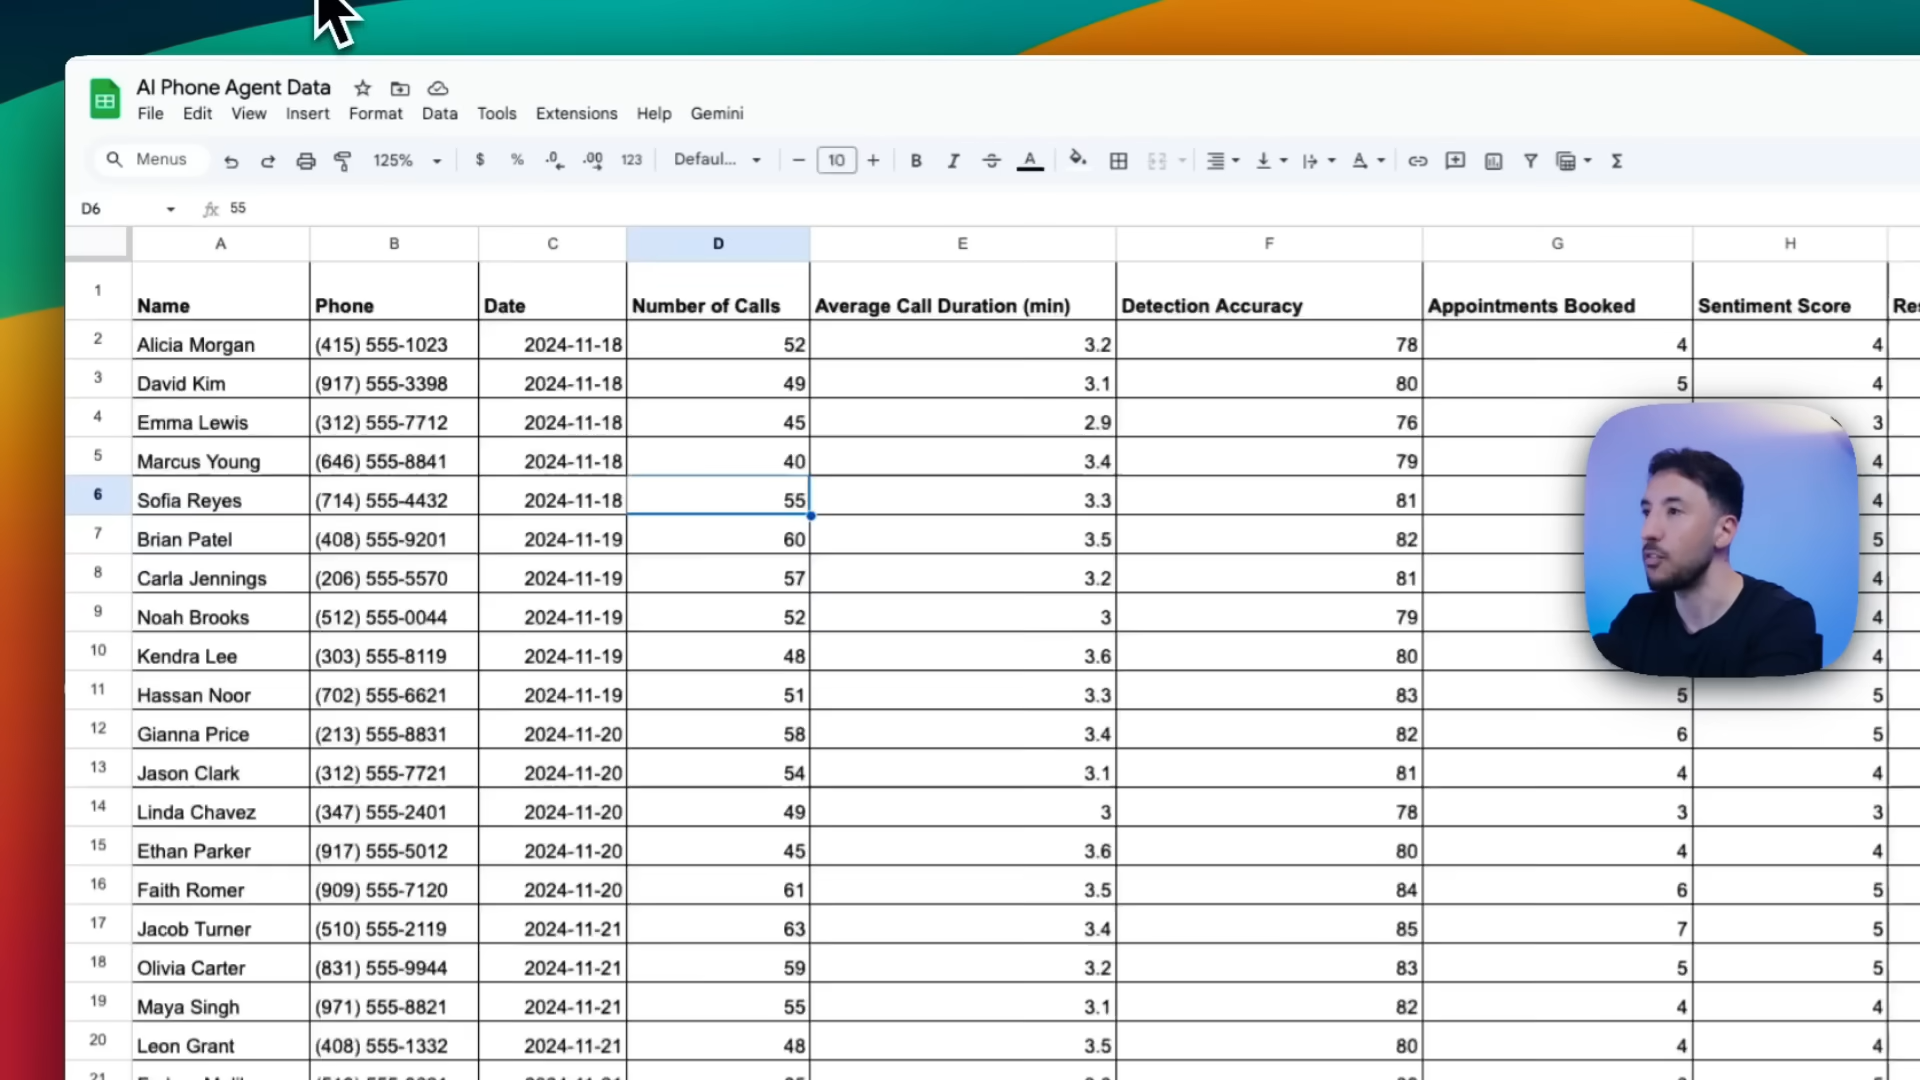 AI Phone Agent Data
File Edit View Insert Format Data Tools Extensions Help Gemini
Menus 125% $ % .0 .00 123 Defaul... − 10 + B I S A Σ
D6 fx 55
A B C D E F G H
1 Name Phone Date Number of Calls Average Call Duration (min) Detection Accuracy Appointments Booked Sentiment Score
2 Alicia Morgan (415) 555-1023 2024-11-18 52 3.2 78 4 4
3 David Kim (917) 555-3398 2024-11-18 49 3.1 80 5 4
4 Emma Lewis (312) 555-7712 2024-11-18 45 2.9 76 3
5 Marcus Young (646) 555-8841 2024-11-18 40 3.4 79 4
6 Sofia Reyes (714) 555-4432 2024-11-18 55 3.3 81 4
7 Brian Patel (408) 555-9201 2024-11-19 60 3.5 82 5
8 Carla Jennings (206) 555-5570 2024-11-19 57 3.2 81 4
9 Noah Brooks (512) 555-0044 2024-11-19 52 3 79 4
10 Kendra Lee (303) 555-8119 2024-11-19 48 3.6 80 4
11 Hassan Noor (702) 555-6621 2024-11-19 51 3.3 83 5 5
12 Gianna Price (213) 555-8831 2024-11-20 58 3.4 82 6 5
13 Jason Clark (312) 555-7721 2024-11-20 54 3.1 81 4 4
14 Linda Chavez (347) 555-2401 2024-11-20 49 3 78 3 3
15 Ethan Parker (917) 555-5012 2024-11-20 45 3.6 80 4 4
16 Faith Romer (909) 555-7120 2024-11-20 61 3.5 84 6 5
17 Jacob Turner (510) 555-2119 2024-11-21 63 3.4 85 7 5
18 Olivia Carter (831) 555-9944 2024-11-21 59 3.2 83 5 5
19 Maya Singh (971) 555-8821 2024-11-21 55 3.1 82 4 4
20 Leon Grant (408) 555-1332 2024-11-21 48 3.5 80 4 4